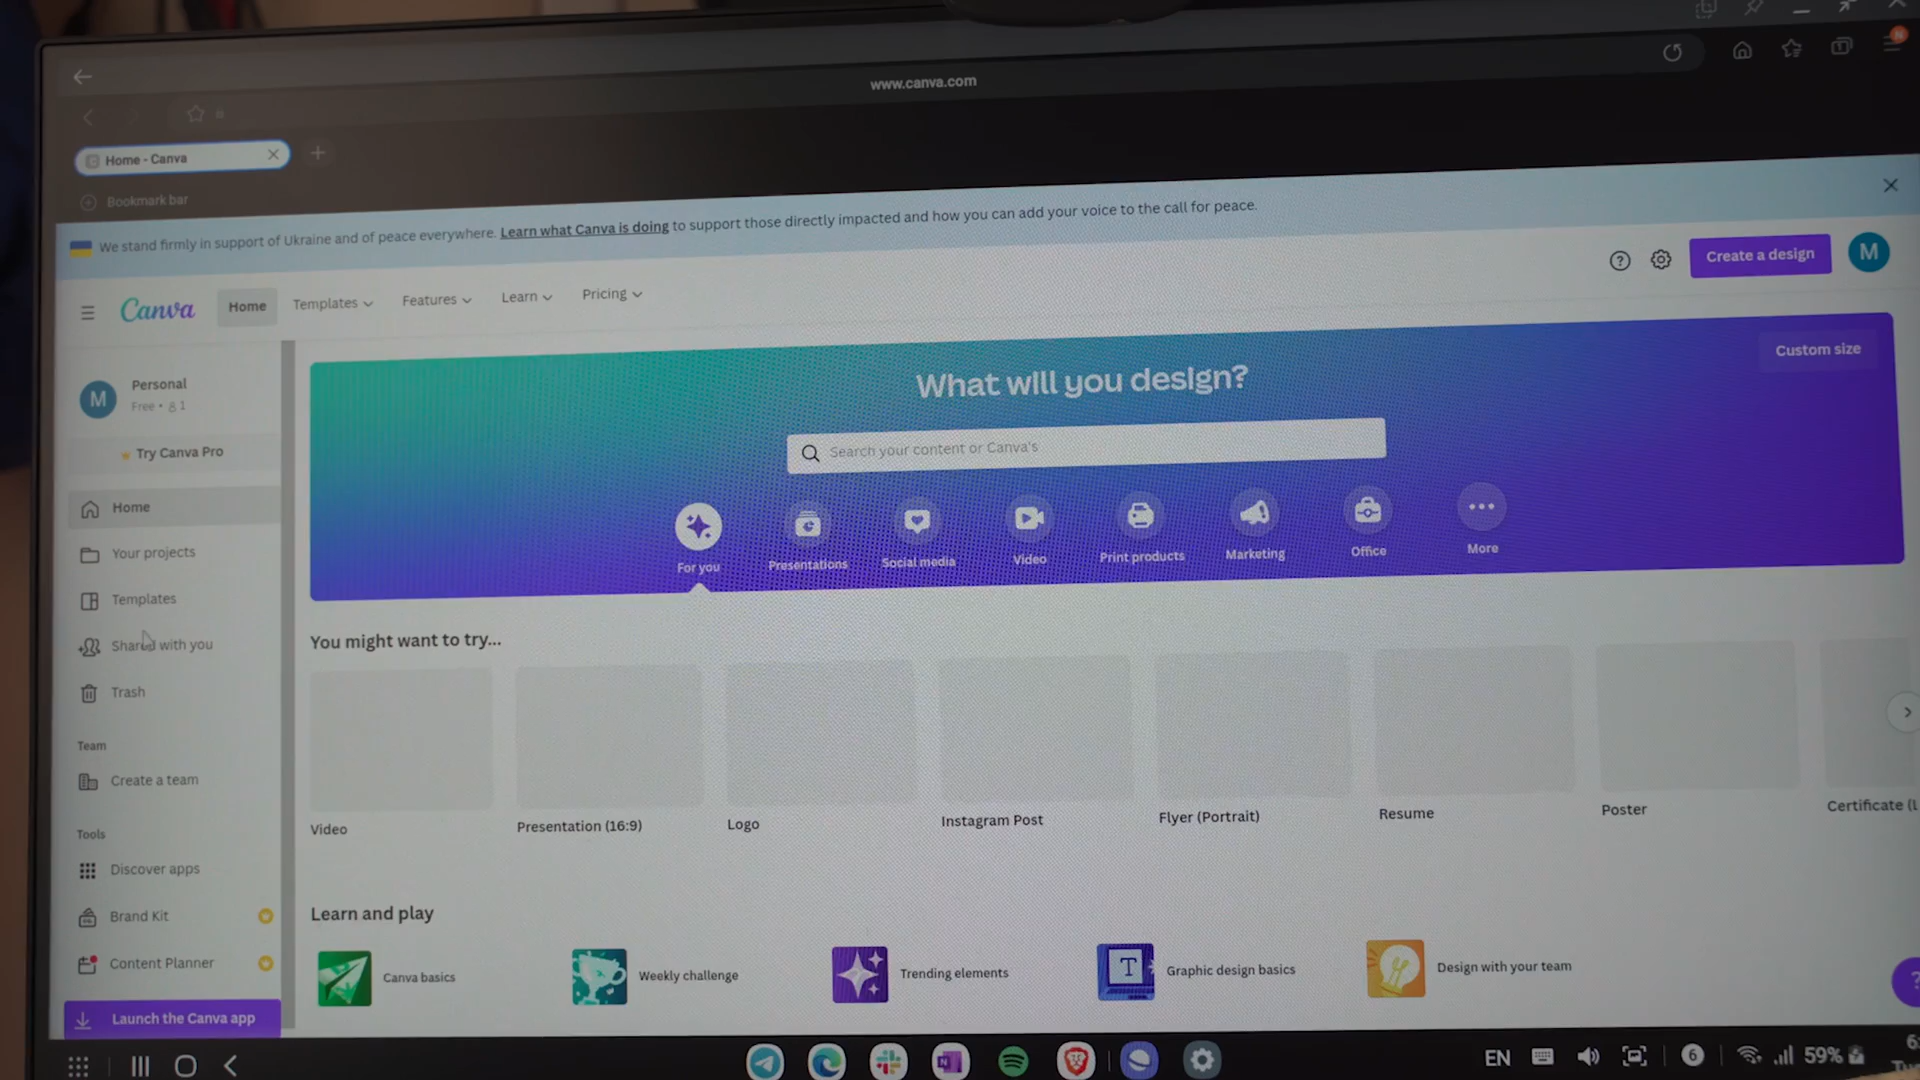 www.canva.com
Home - Canva
Bookmark bar
We stand firmly in support of Ukraine and of peace everywhere. Learn what Canva is doing to support those directly impacted and how you can add your voice to the call for peace.
Canva
Home
Templates
Features
Learn
Pricing
Create a design
M
M
Personal
Free • 1
Try Canva Pro
Home
Your projects
Templates
Shared with you
Trash
Team
Create a team
Tools
Discover apps
Brand Kit
Content Planner
Launch the Canva app
Custom size
What will you design?
Search your content or Canva's
For you
Presentations
Social media
Video
Print products
Marketing
Office
More
You might want to try...
Video
Presentation (16:9)
Logo
Instagram Post
Flyer (Portrait)
Resume
Poster
Certificate (L
Learn and play
Canva basics
Weekly challenge
Trending elements
T
Graphic design basics
Design with your team
EN
6
59%